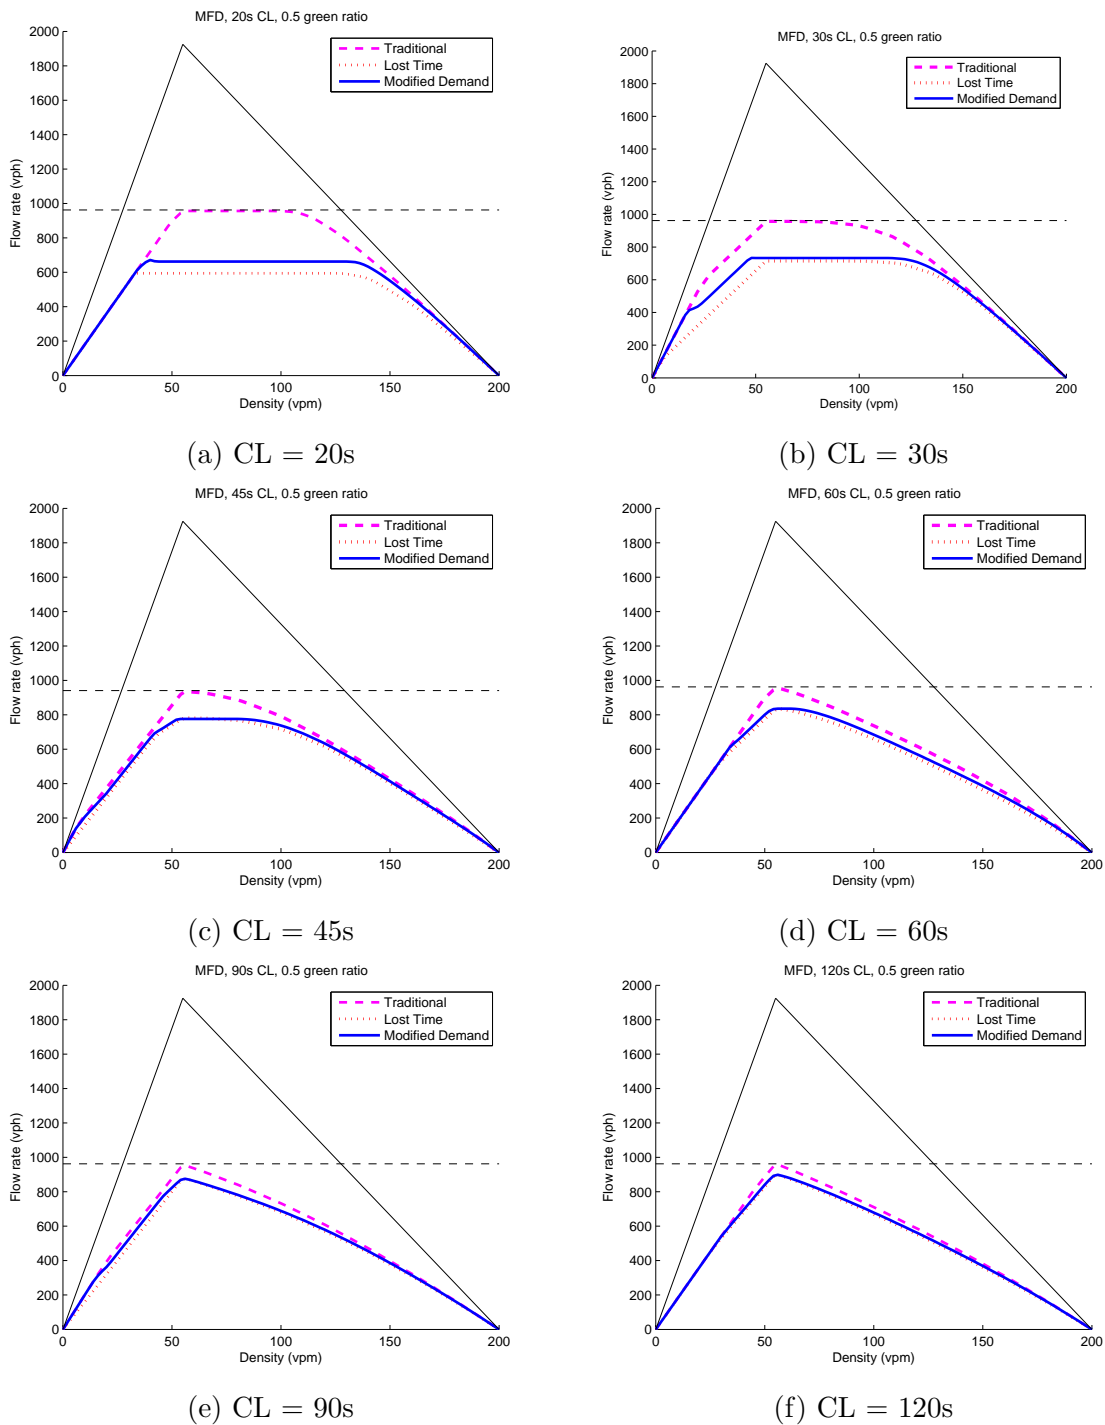 MFD, 20s CL, 0.5 green ratio
2000
1800
1600
1400
1200
1000
800
600
400
200
0
Flow rate (vph)
0 50 100 150 200
Density (vpm)
Traditional
Lost Time
Modified Demand
(a) CL = 20s
MFD, 30s CL, 0.5 green ratio
2000
1800
1600
1400
1200
1000
800
600
400
200
0
Flow rate (vph)
0 50 100 150 200
Density (vpm)
Traditional
Lost Time
Modified Demand
(b) CL = 30s
MFD, 45s CL, 0.5 green ratio
2000
1800
1600
1400
1200
1000
800
600
400
200
0
Flow rate (vph)
0 50 100 150 200
Density (vpm)
Traditional
Lost Time
Modified Demand
(c) CL = 45s
MFD, 60s CL, 0.5 green ratio
2000
1800
1600
1400
1200
1000
800
600
400
200
0
Flow rate (vph)
0 50 100 150 200
Density (vpm)
Traditional
Lost Time
Modified Demand
(d) CL = 60s
MFD, 90s CL, 0.5 green ratio
2000
1800
1600
1400
1200
1000
800
600
400
200
0
Flow rate (vph)
0 50 100 150 200
Density (vpm)
Traditional
Lost Time
Modified Demand
(e) CL = 90s
MFD, 120s CL, 0.5 green ratio
2000
1800
1600
1400
1200
1000
800
600
400
200
0
Flow rate (vph)
0 50 100 150 200
Density (vpm)
Traditional
Lost Time
Modified Demand
(f) CL = 120s